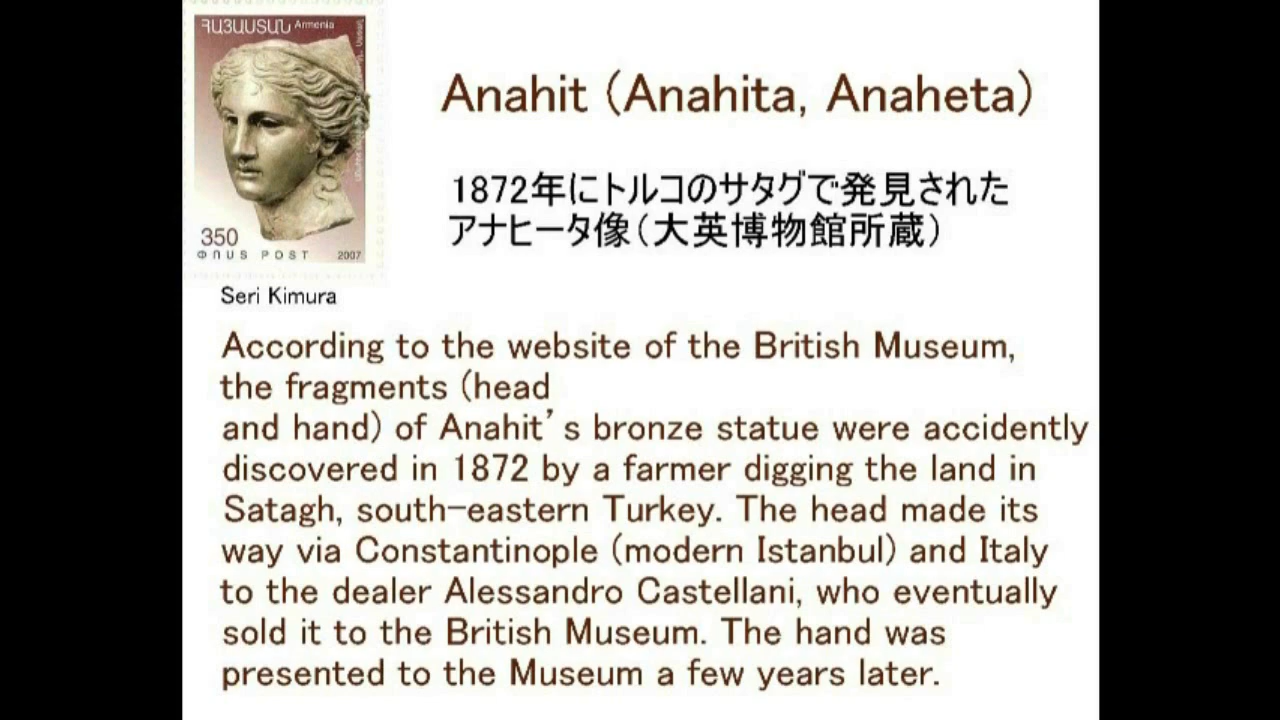 ՀԱՅԱՍՏԱՆ Armenia
350
ΦՈՍՏ POST 2007
Seri Kimura
Anahit (Anahita, Anaheta)
1872年にトルコのサタグで発見された
アナヒータ像（大英博物館所蔵）
According to the website of the British Museum,
the fragments (head
and hand) of Anahit’s bronze statue were accidently
discovered in 1872 by a farmer digging the land in
Satagh, south-eastern Turkey. The head made its
way via Constantinople (modern Istanbul) and Italy
to the dealer Alessandro Castellani, who eventually
sold it to the British Museum. The hand was
presented to the Museum a few years later.